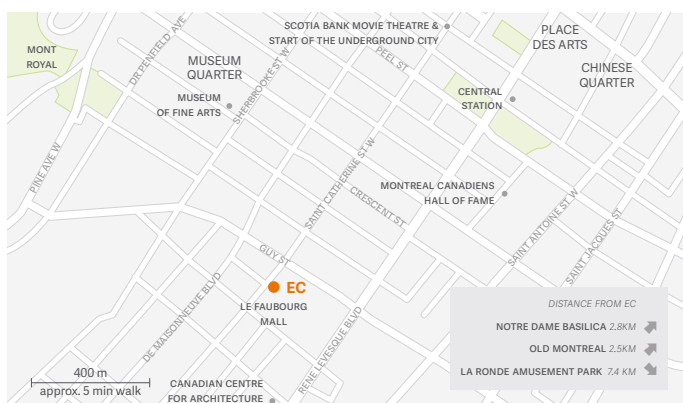 SCOTIA BANK MOVIE THEATRE &
START OF THE UNDERGROUND CITY
PLACE
DES ARTS
MONT
ROYAL
DR PENFIELD AVE
MUSEUM
QUARTER
SHERBROOKE ST W
PEEL ST
CHINESE
QUARTER
MUSEUM
OF FINE ARTS
CENTRAL
STATION
PINE AVE W
SAINT CATHERINE ST W
MONTREAL CANADIENS
HALL OF FAME
CRESCENT ST
SAINT ANTOINE ST W
SAINT JACQUES ST
GUY ST
EC
LE FAUBOURG
MALL
DE MAISONNEUVE BLVD
RENE LEVESQUE BLVD
DISTANCE FROM EC
NOTRE DAME BASILICA 2.8KM
OLD MONTREAL 2.5KM
LA RONDE AMUSEMENT PARK 7.4 KM
400 m
approx. 5 min walk
CANADIAN CENTRE
FOR ARCHITECTURE